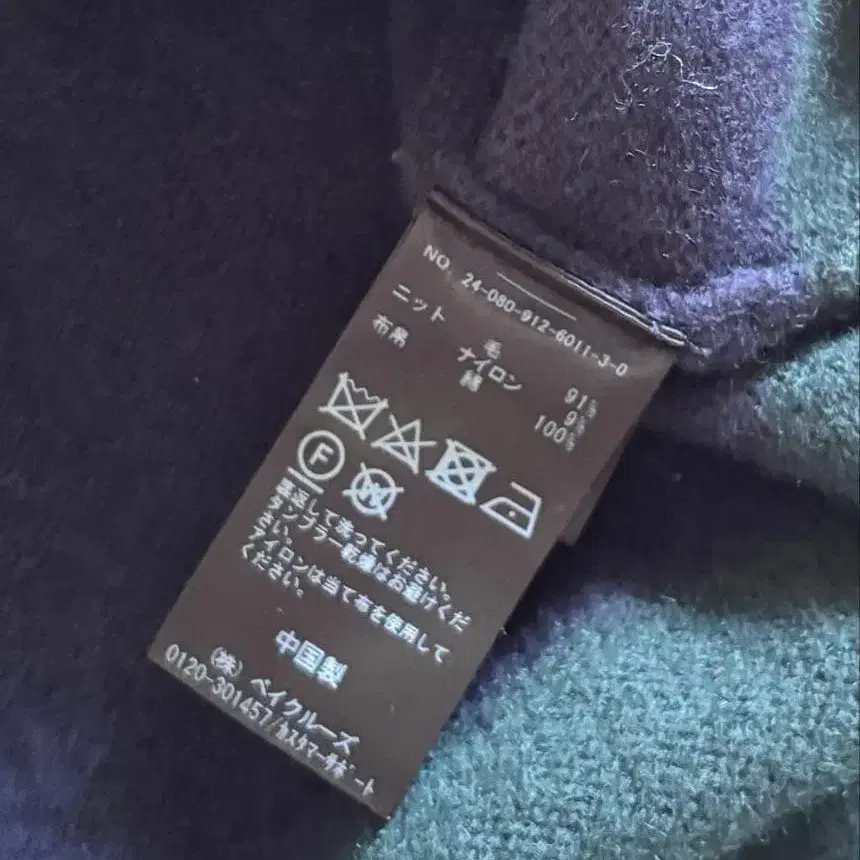 NO. 24-080-912-6011-3-0
ニット 毛 91%
ナイロン 9%
布帛 綿 100%
F
W
裏返して洗ってください。
タンブラー乾燥はお避けくだ
さい。
アイロンは当て布を使用して
ください。
中国製
(株) ベイクルーズ
0120-301457/カスタマーサポート